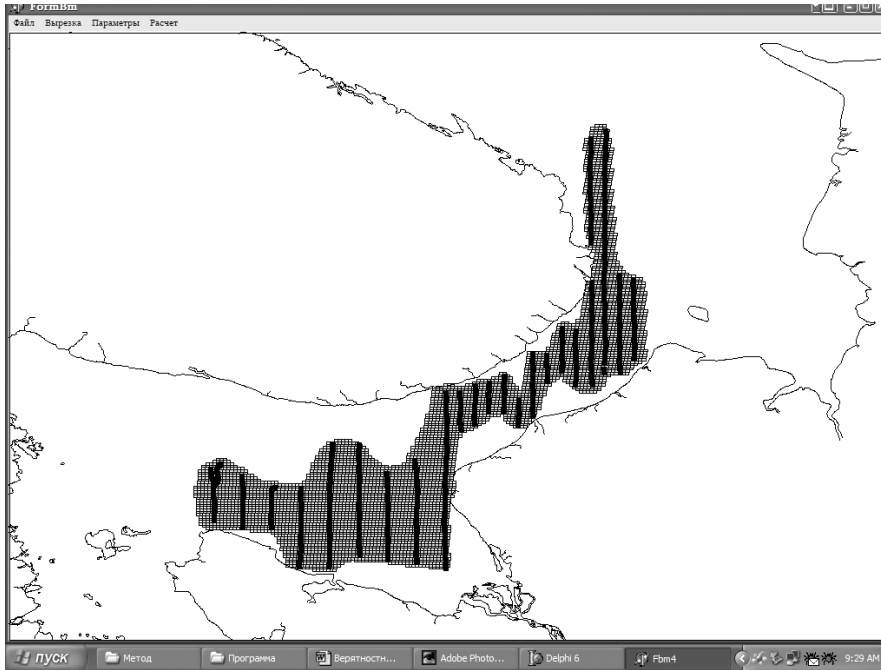 FormBm
Файл Вырезка Параметры Расчет
пуск
Метод
Программа
Вероятностн...
Adobe Photo...
Delphi 6
Fbm4
9:29 AM